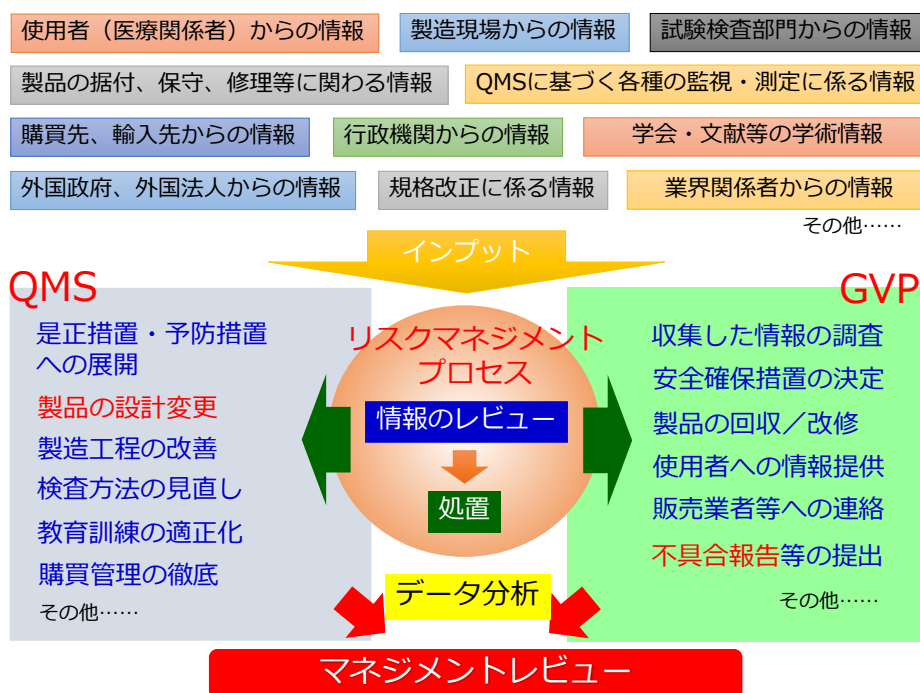 使用者（医療関係者）からの情報
製造現場からの情報
試験検査部門からの情報
製品の据付、保守、修理等に関わる情報
QMSに基づく各種の監視・測定に係る情報
購買先、輸入先からの情報
行政機関からの情報
学会・文献等の学術情報
外国政府、外国法人からの情報
規格改正に係る情報
業界関係者からの情報
その他……
インプット
QMS
是正措置・予防措置
への展開
製品の設計変更
製造工程の改善
検査方法の見直し
教育訓練の適正化
購買管理の徹底
その他……
リスクマネジメント
プロセス
情報のレビュー
処置
GVP
収集した情報の調査
安全確保措置の決定
製品の回収／改修
使用者への情報提供
販売業者等への連絡
不具合報告等の提出
その他……
データ分析
マネジメントレビュー